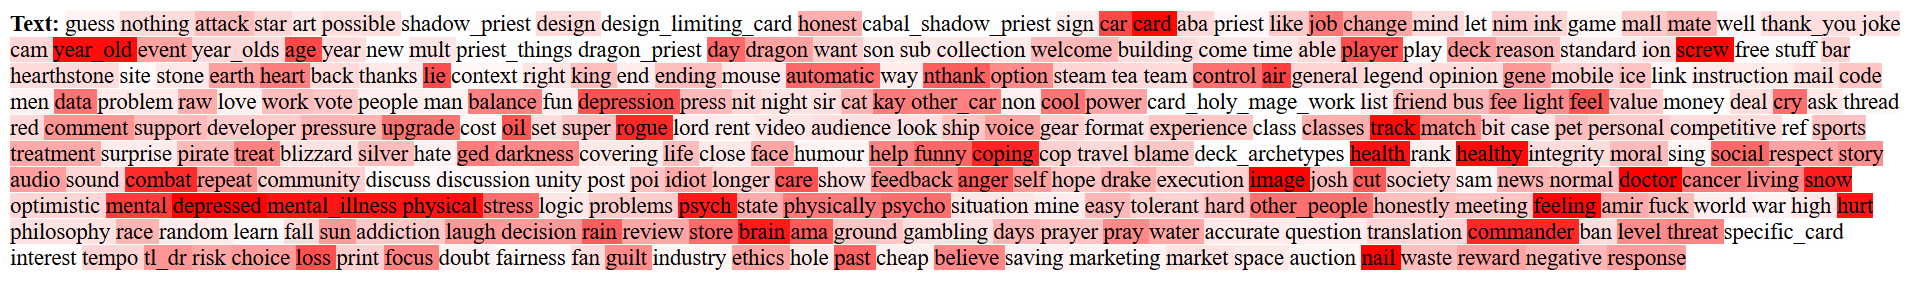 Text: guess nothing attack star art possible shadow_priest design design_limiting_card honest cabal_shadow_priest sign car card aba priest like job change mind let nim ink game mall mate well thank_you joke
cam year_old event year_olds age year new mult priest_things dragon_priest day dragon want son sub collection welcome building come time able player play deck reason standard ion screw free stuff bar
hearthstone site stone earth heart back thanks lie context right king end ending mouse automatic way nthank option steam tea team control air general legend opinion gene mobile ice link instruction mail code
men data problem raw love work vote people man balance fun depression press nit night sir cat kay other_car non cool power card_holy_mage_work list friend bus fee light feel value money deal cry ask thread
red comment support developer pressure upgrade cost oil set super rogue lord rent video audience look ship voice gear format experience class classes track match bit case pet personal competitive ref sports
treatment surprise pirate treat blizzard silver hate ged darkness covering life close face humour help funny coping cop travel blame deck_archetypes health rank healthy integrity moral sing social respect story
audio sound combat repeat community discuss discussion unity post poi idiot longer care show feedback anger self hope drake execution image josh cut society sam news normal doctor cancer living snow
optimistic mental depressed mental_illness physical stress logic problems psych state physically psycho situation mine easy tolerant hard other_people honestly meeting feeling amir fuck world war high hurt
philosophy race random learn fall sun addiction laugh decision rain review store brain ama ground gambling days prayer pray water accurate question translation commander ban level threat specific_card
interest tempo tl_dr risk choice loss print focus doubt fairness fan guilt industry ethics hole past cheap believe saving marketing market space auction nail waste reward negative response